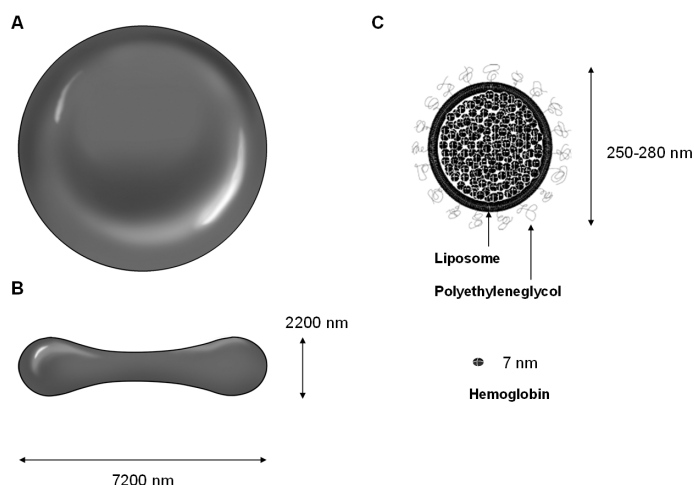 A
B
2200 nm
7200 nm
C
250-280 nm
Liposome
Polyethyleneglycol
7 nm
Hemoglobin